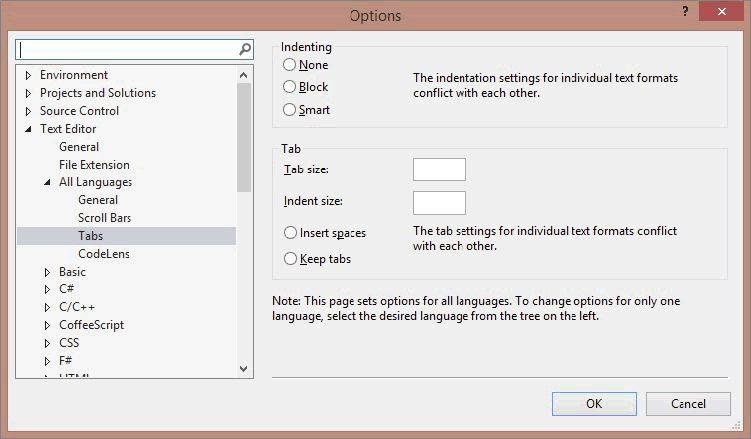 Options
?
Environment
Projects and Solutions
Source Control
Text Editor
General
File Extension
All Languages
General
Scroll Bars
Tabs
CodeLens
Basic
C#
C/C++
CoffeeScript
CSS
F#
HTML
Indenting
None
Block
Smart
The indentation settings for individual text formats
conflict with each other.
Tab
Tab size:
Indent size:
Insert spaces
Keep tabs
The tab settings for individual text formats conflict
with each other.
Note: This page sets options for all languages. To change options for only one
language, select the desired language from the tree on the left.
OK
Cancel